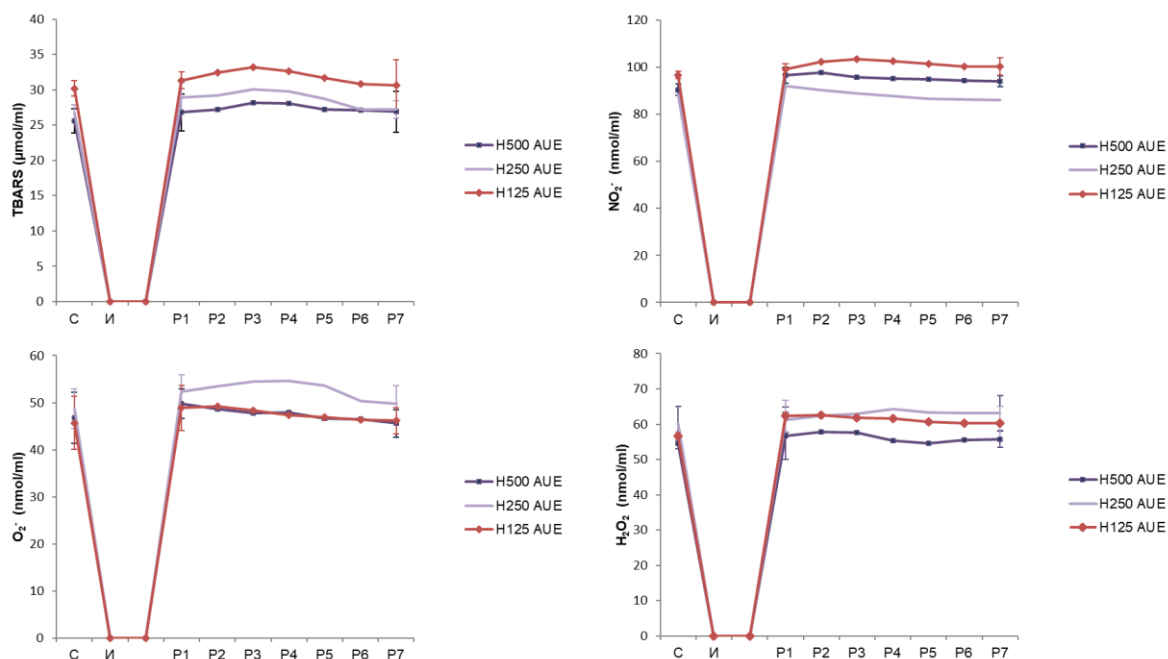 TBARS (µmol/ml)
40
35
30
25
20
15
10
5
0
C И P1 P2 P3 P4 P5 P6 P7
H500 AUE
H250 AUE
H125 AUE
NO₂⁻ (nmol/ml)
120
100
80
60
40
20
0
C И P1 P2 P3 P4 P5 P6 P7
H500 AUE
H250 AUE
H125 AUE
O₂⁻ (nmol/ml)
60
50
40
30
20
10
0
C И P1 P2 P3 P4 P5 P6 P7
H500 AUE
H250 AUE
H125 AUE
H₂O₂ (nmol/ml)
80
70
60
50
40
30
20
10
0
C И P1 P2 P3 P4 P5 P6 P7
H500 AUE
H250 AUE
H125 AUE